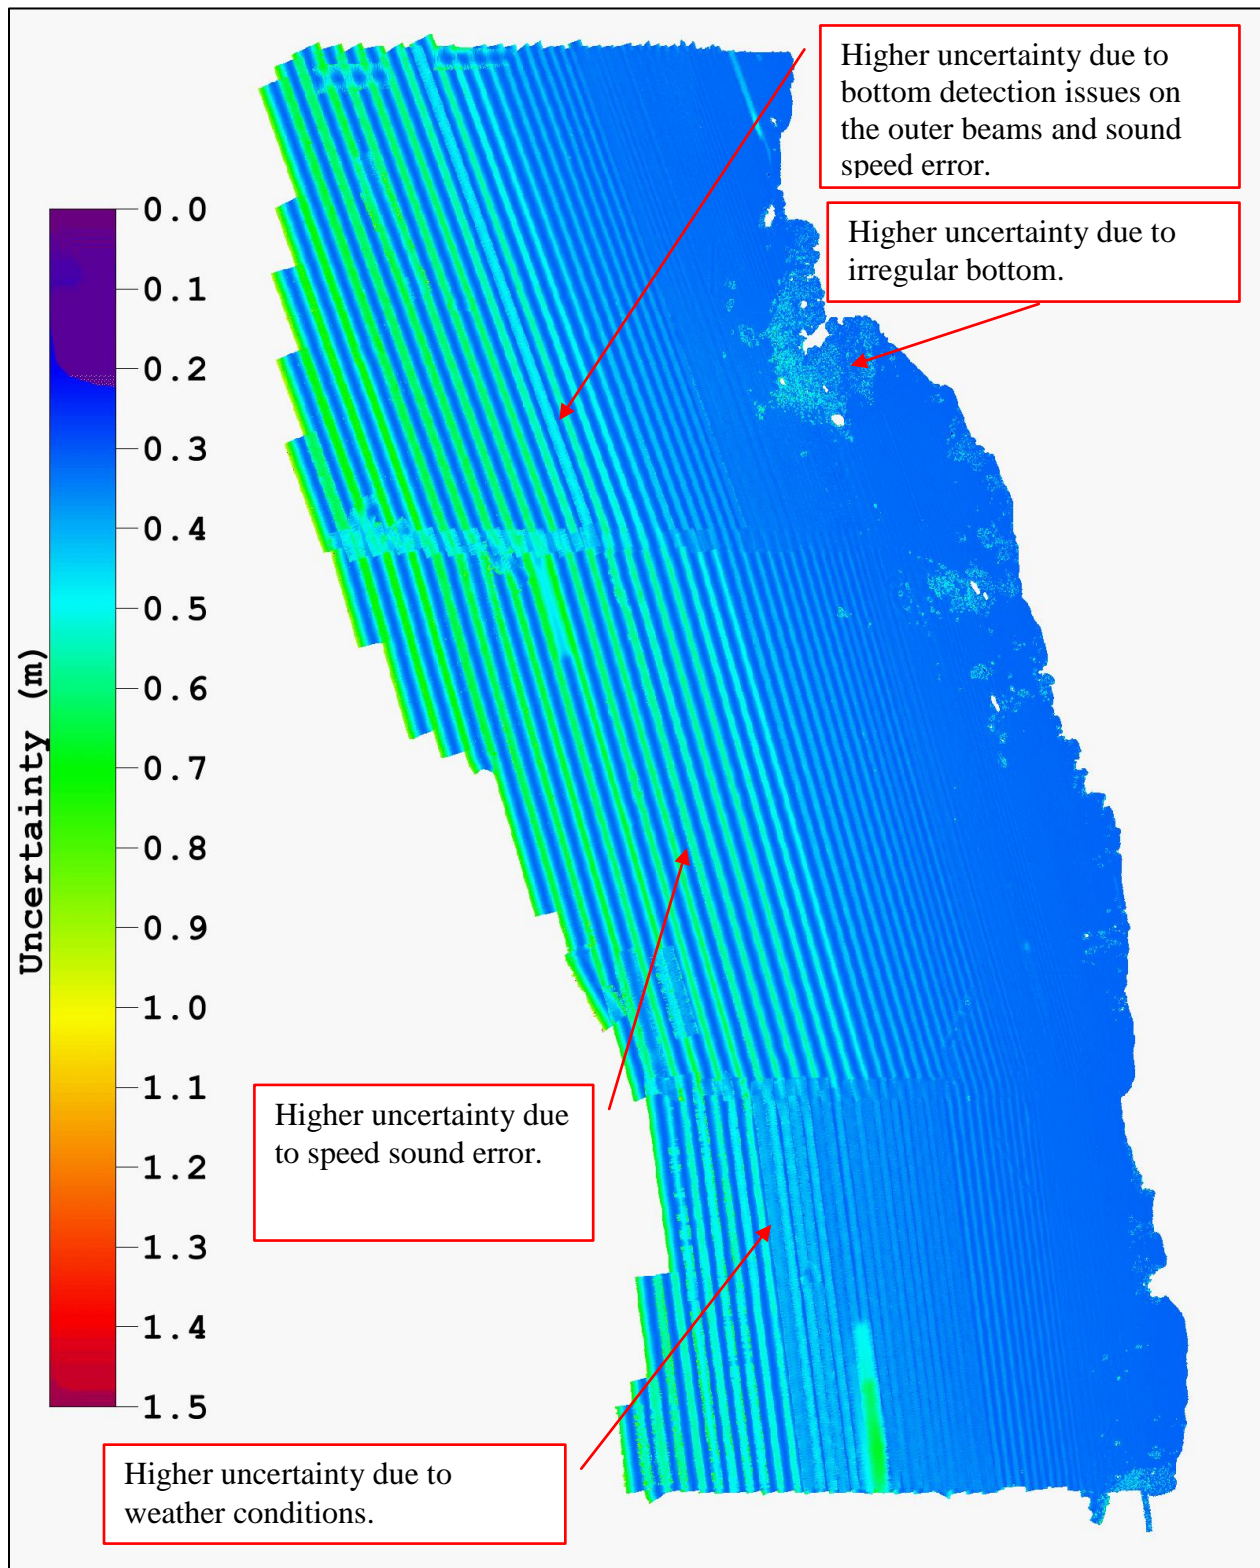 Higher uncertainty due to
bottom detection issues on
the outer beams and sound
speed error.
Higher uncertainty due to
irregular bottom.
0.0
0.1
0.2
0.3
0.4
0.5
0.6
0.7
0.8
0.9
1.0
1.1
1.2
1.3
1.4
1.5
Uncertainty (m)
Higher uncertainty due
to speed sound error.
Higher uncertainty due to
weather conditions.